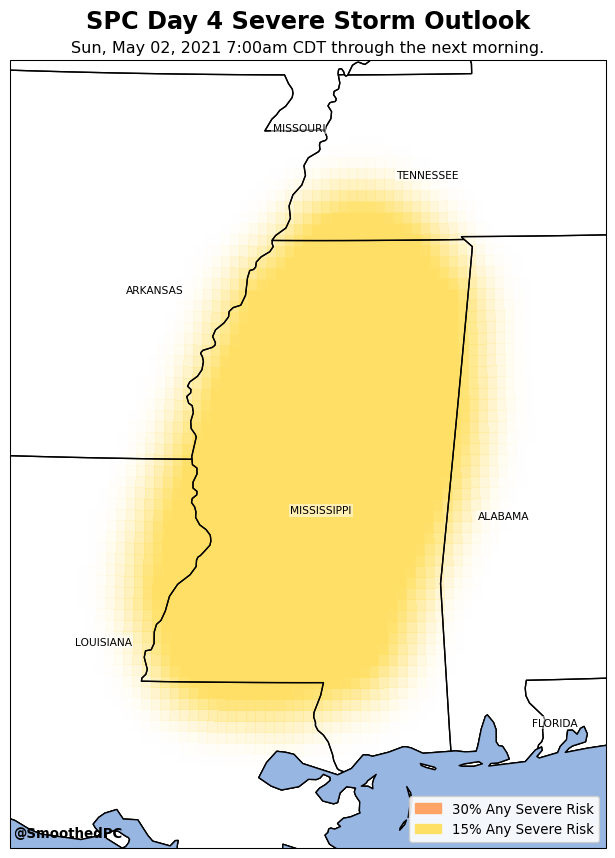 SPC Day 4 Severe Storm Outlook
Sun, May 02, 2021 7:00am CDT through the next morning.
MISSOURI
TENNESSEE
ARKANSAS
MISSISSIPPI
ALABAMA
LOUISIANA
FLORIDA
30% Any Severe Risk
15% Any Severe Risk
@SmoothedPC